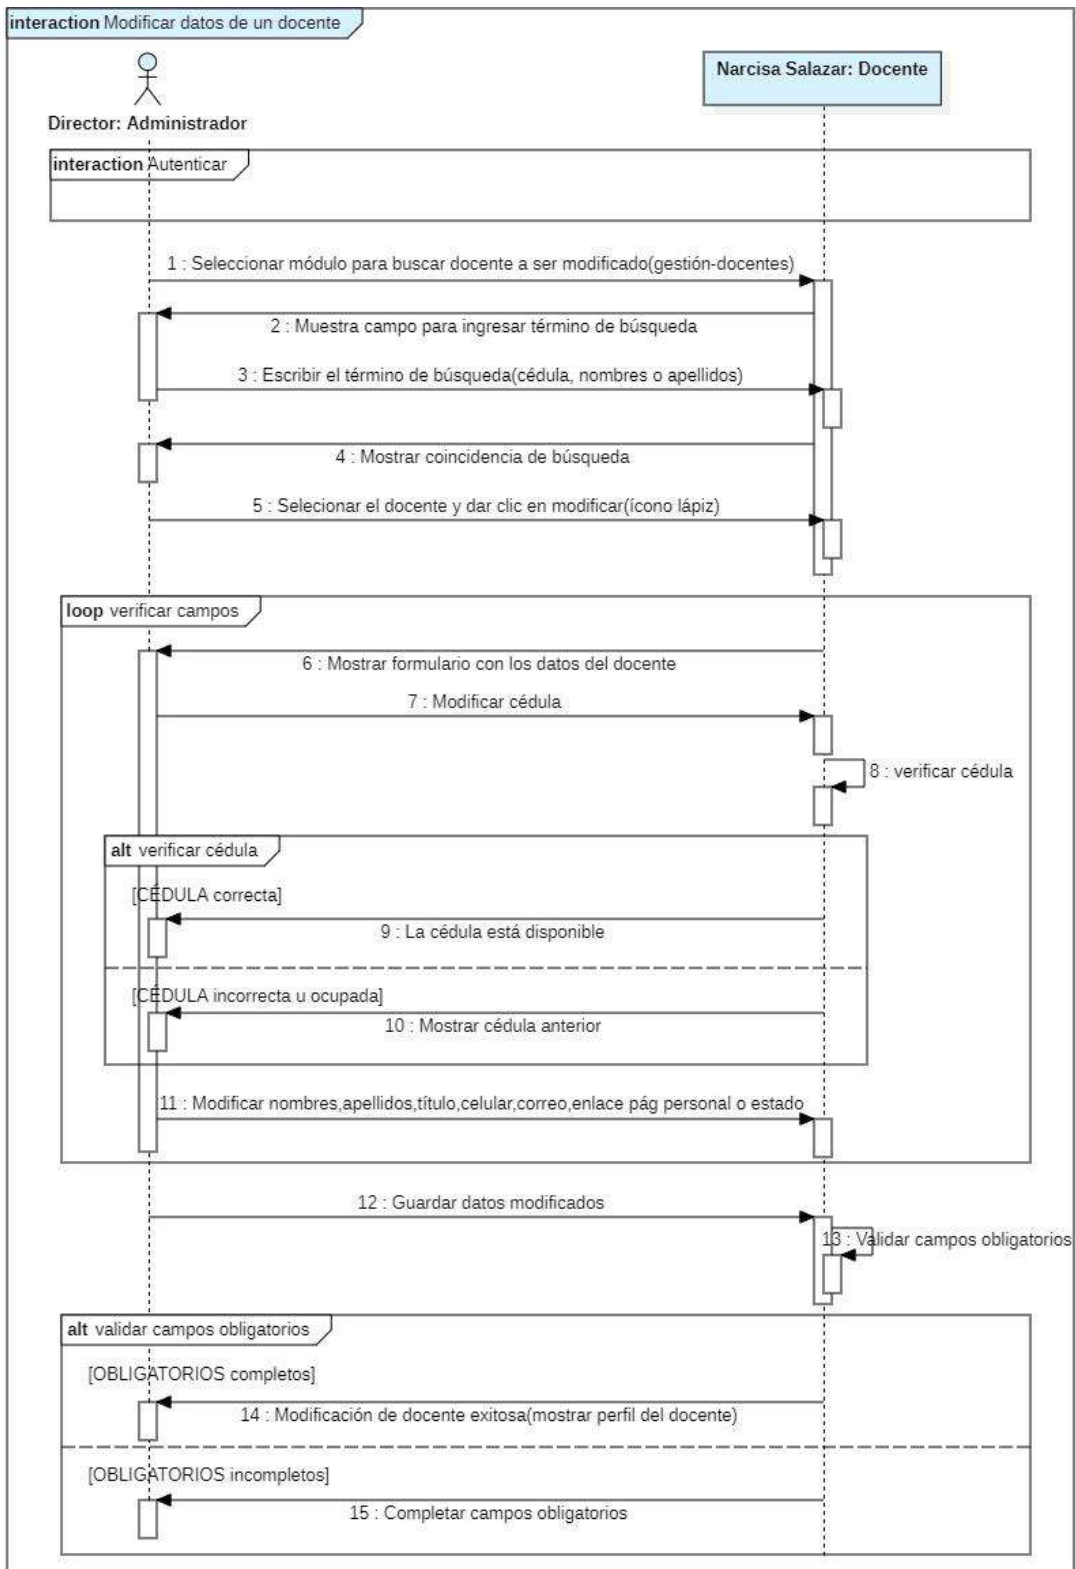 interaction Modificar datos de un docente
Narcisa Salazar: Docente
Director: Administrador
interaction Autenticar
1 : Seleccionar módulo para buscar docente a ser modificado(gestión-docentes)
2 : Muestra campo para ingresar término de búsqueda
3 : Escribir el término de búsqueda(cédula, nombres o apellidos)
4 : Mostrar coincidencia de búsqueda
5 : Selecionar el docente y dar clic en modificar(ícono lápiz)
loop verificar campos
6 : Mostrar formulario con los datos del docente
7 : Modificar cédula
8 : verificar cédula
alt verificar cédula
[CÉDULA correcta]
9 : La cédula está disponible
[CÉDULA incorrecta u ocupada]
10 : Mostrar cédula anterior
11 : Modificar nombres,apellidos,título,celular,correo,enlace pág personal o estado
12 : Guardar datos modificados
13 : Validar campos obligatorios
alt validar campos obligatorios
[OBLIGATORIOS completos]
14 : Modificación de docente exitosa(mostrar perfil del docente)
[OBLIGATORIOS incompletos]
15 : Completar campos obligatorios